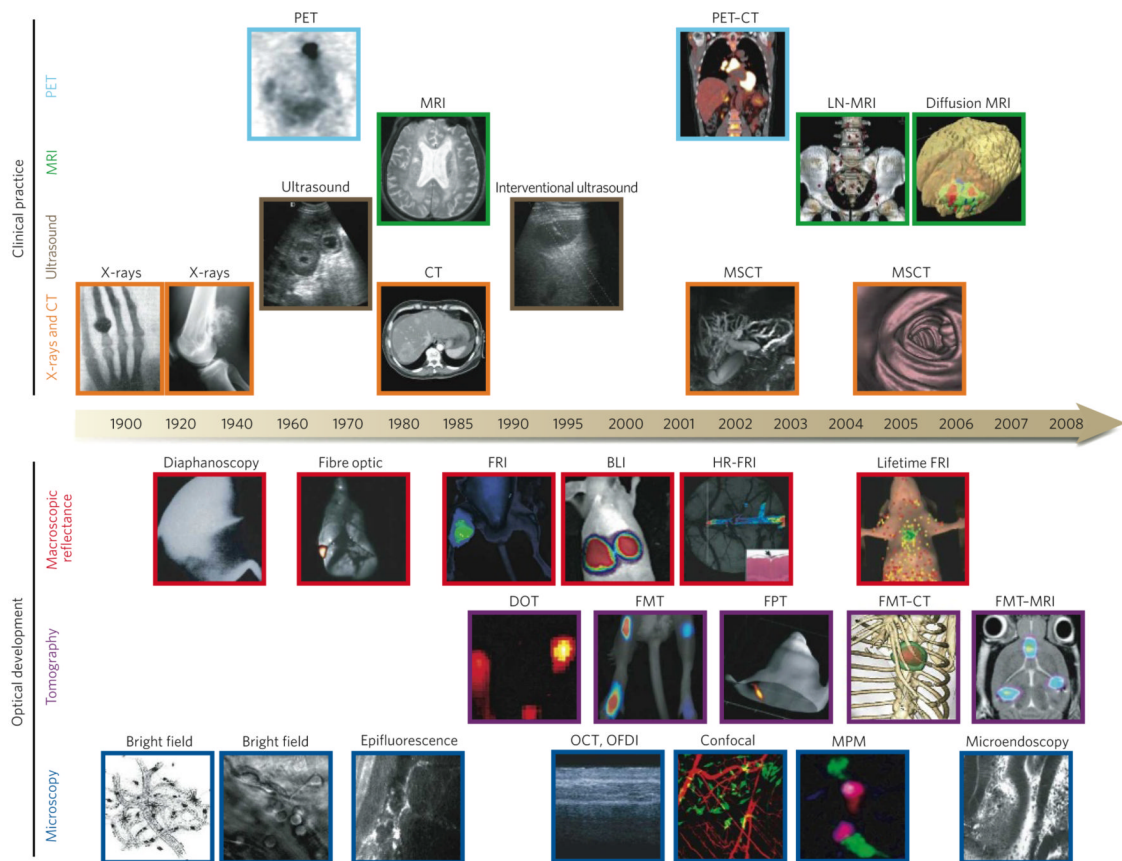 PET
PET–CT
MRI
LN-MRI
Diffusion MRI
Ultrasound
Interventional ultrasound
X-rays
X-rays
CT
MSCT
MSCT
Clinical practice
PET
MRI
Ultrasound
X-rays and CT
1900 1920 1940 1960 1970 1980 1985 1990 1995 2000 2001 2002 2003 2004 2005 2006 2007 2008
Diaphanoscopy
Fibre optic
FRI
BLI
HR-FRI
Lifetime FRI
DOT
FMT
FPT
FMT–CT
FMT–MRI
Bright field
Bright field
Epifluorescence
OCT, OFDI
Confocal
MPM
Microendoscopy
Optical development
Macroscopic
reflectance
Tomography
Microscopy